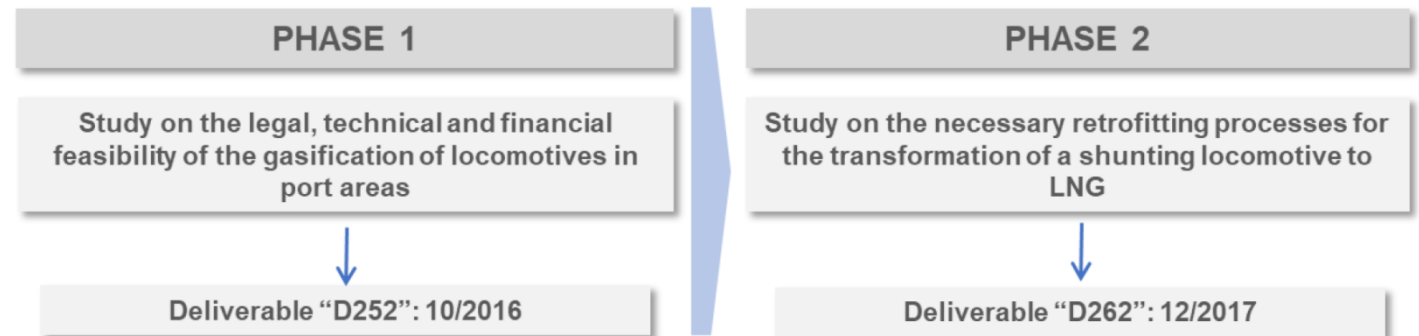 PHASE 1
Study on the legal, technical and financial
feasibility of the gasification of locomotives in
port areas
Deliverable “D252”: 10/2016
PHASE 2
Study on the necessary retrofitting processes for
the transformation of a shunting locomotive to
LNG
Deliverable “D262”: 12/2017